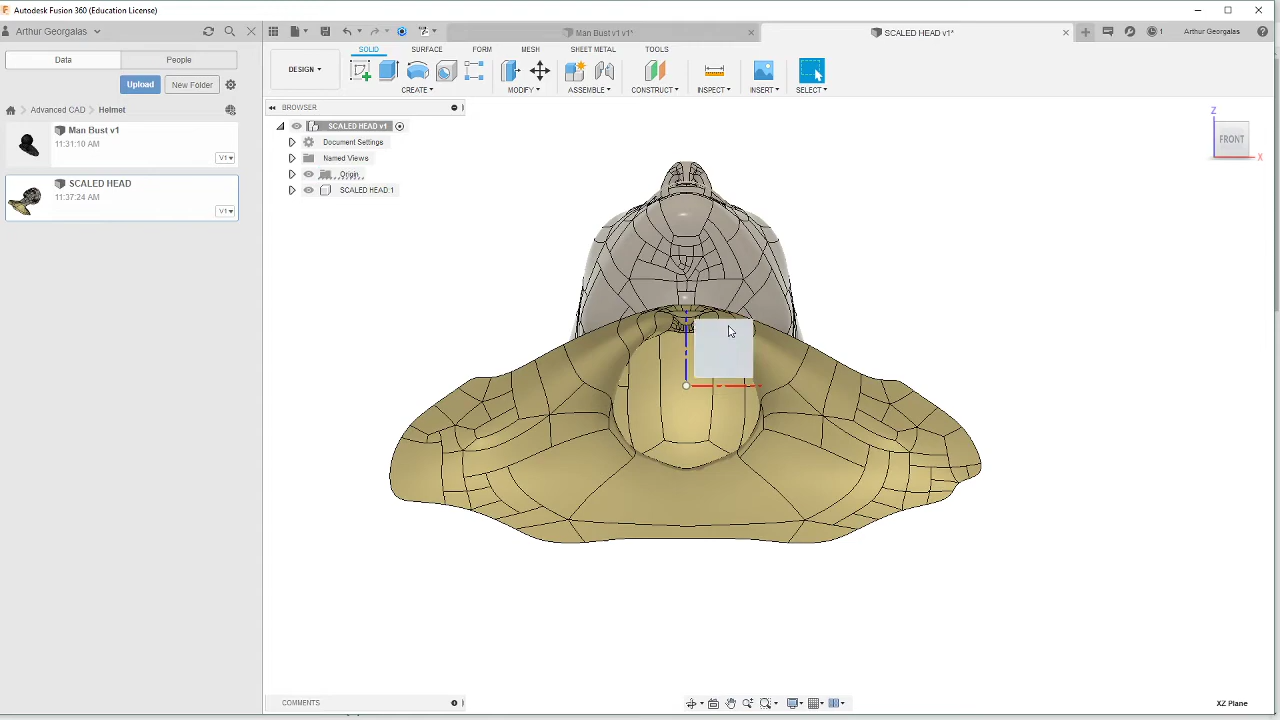 Autodesk Fusion 360 (Education License)
Arthur Georgalas
Man Bust v1 v1*
SCALED HEAD v1*
1
Arthur Georgalas
Data
People
DESIGN
SOLID
SURFACE
FORM
MESH
SHEET METAL
TOOLS
Upload
New Folder
CREATE
MODIFY
ASSEMBLE
CONSTRUCT
INSPECT
INSERT
SELECT
Advanced CAD
Helmet
BROWSER
Man Bust v1
11:31:10 AM
V1
SCALED HEAD
11:37:24 AM
V1
SCALED HEAD v1
Document Settings
Named Views
Origin
SCALED HEAD:1
Z
FRONT
X
COMMENTS
XZ Plane